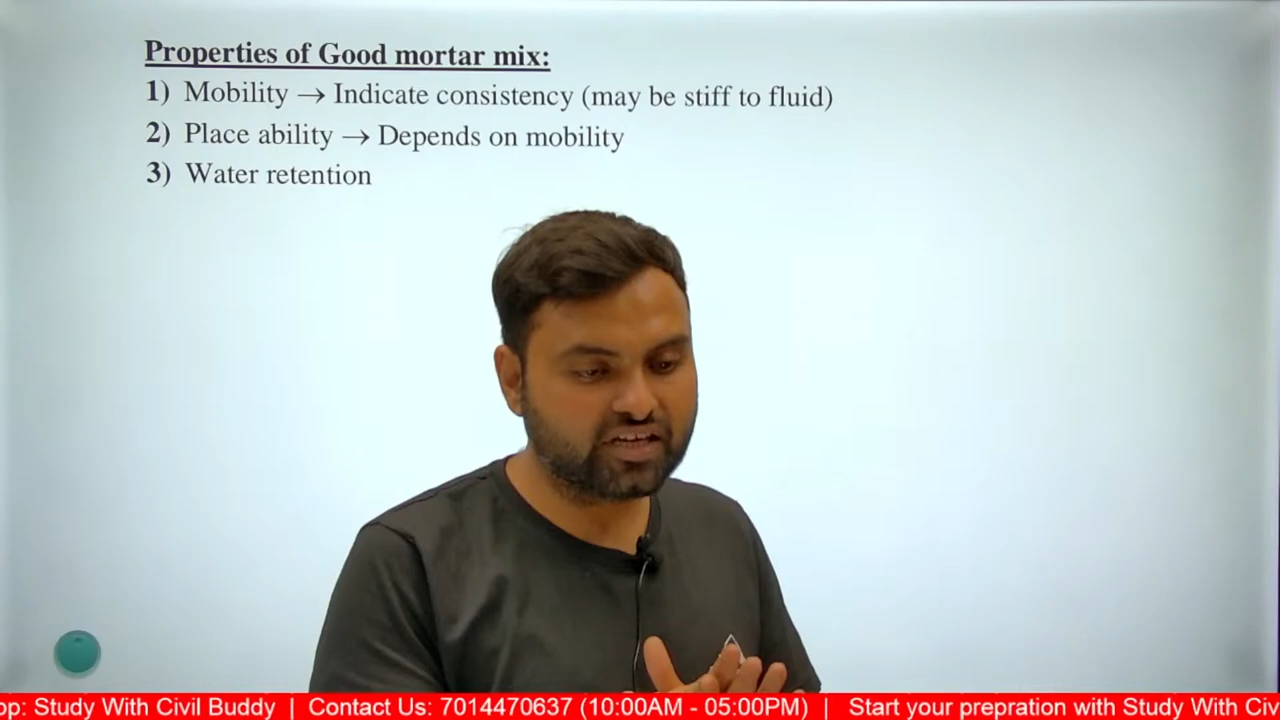 Properties of Good mortar mix:
1) Mobility → Indicate consistency (may be stiff to fluid)
2) Place ability → Depends on mobility
3) Water retention
pp: Study With Civil Buddy | Contact Us: 7014470637 (10:00AM - 05:00PM) | Start your prepration with Study With Civ